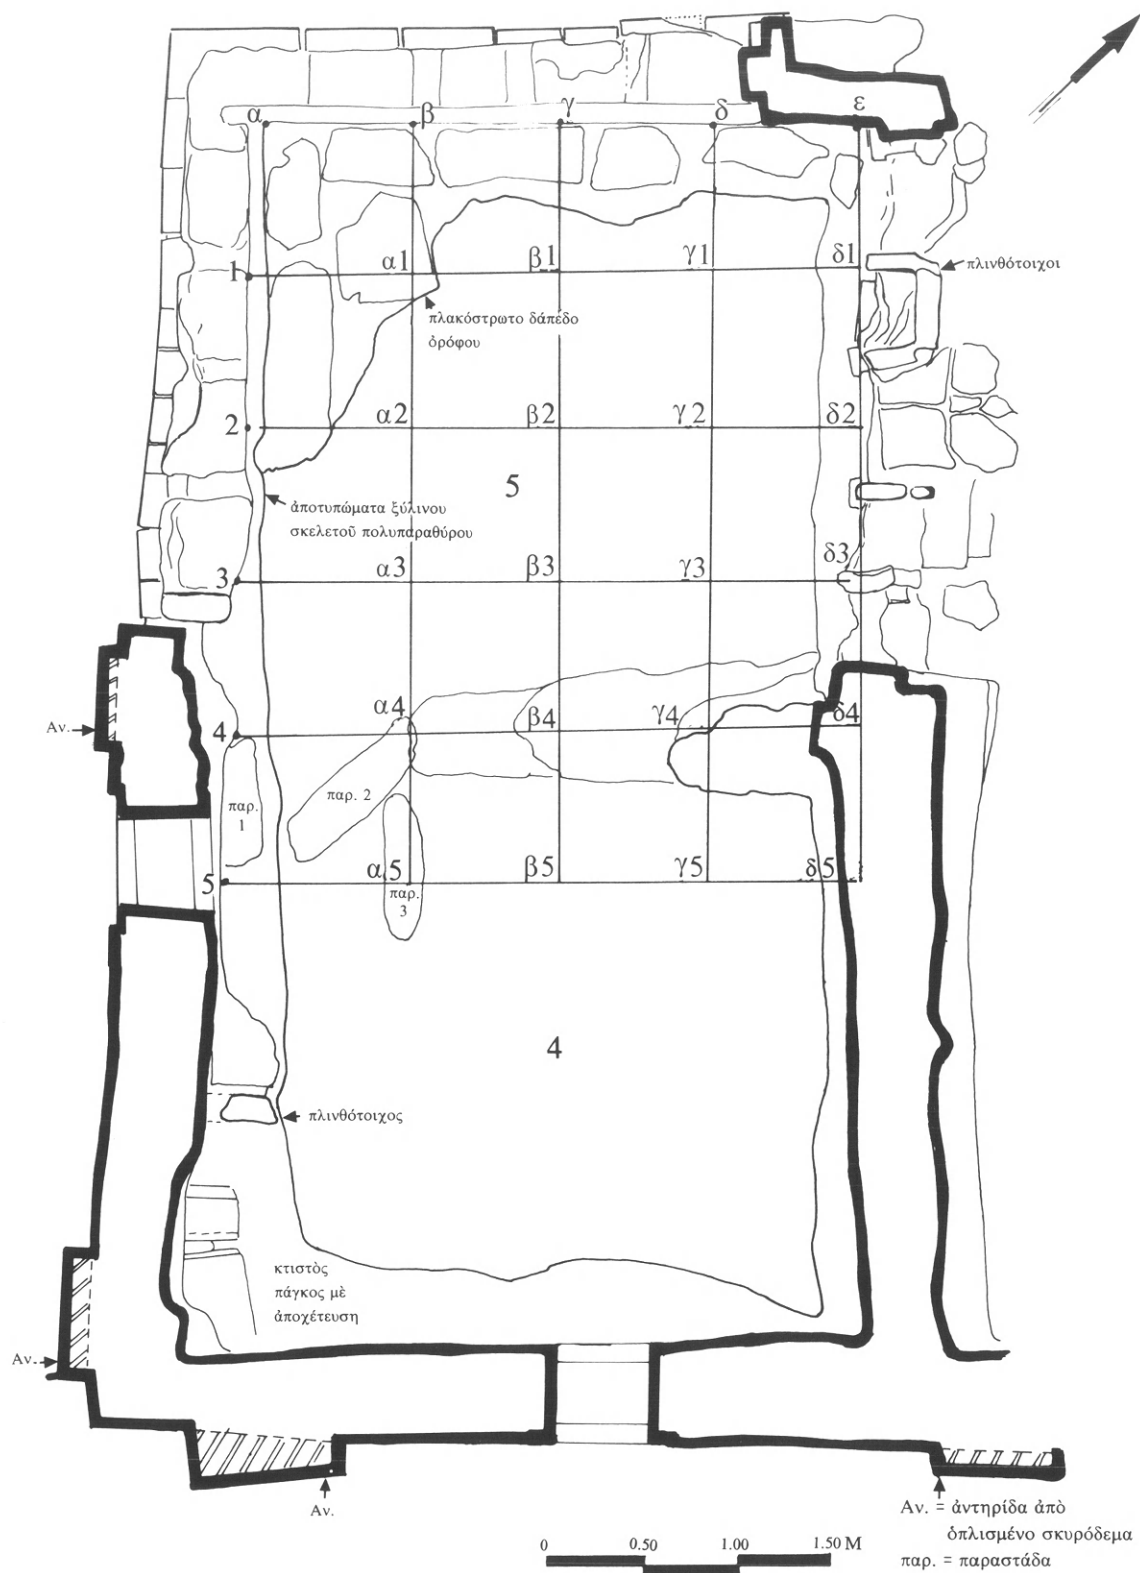 α β γ δ ε
1 α1 β1 γ1 δ1
πλινθότοιχοι
πλακόστρωτο δάπέδο
ὀρόφου
2 α2 β2 γ2 δ2
5
ἀποτυπώματα ξύλινου
σκελετοῦ πολυπαραθύρου
3 α3 β3 γ3 δ3
4 α4 β4 γ4 δ4
Αν.
παρ.
1
παρ. 2
5 α5 β5 γ5 δ5
παρ.
3
4
πλινθότοιχος
κτιστὸς
πάγκος μὲ
ἀποχέτευση
Αν.
Αν.
Αν. = ἀντηρίδα ἀπὸ
ὁπλισμένο σκυρόδεμα
παρ. = παραστάδα
0 0.50 1.00 1.50 M